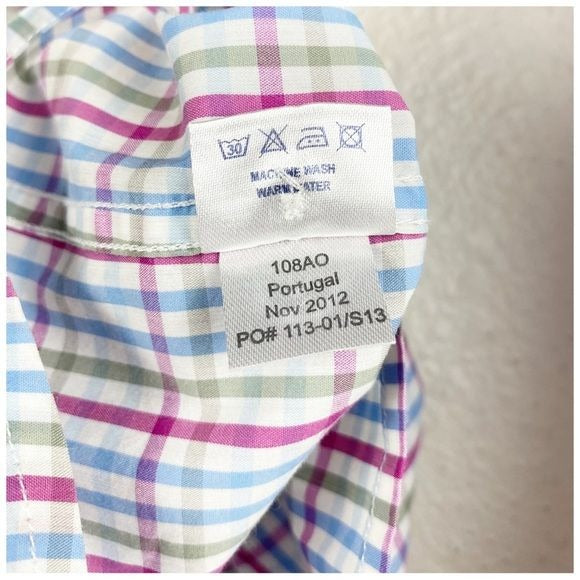 30
MACHINE WASH
WARM WATER
108AO
Portugal
Nov 2012
PO# 113-01/S13